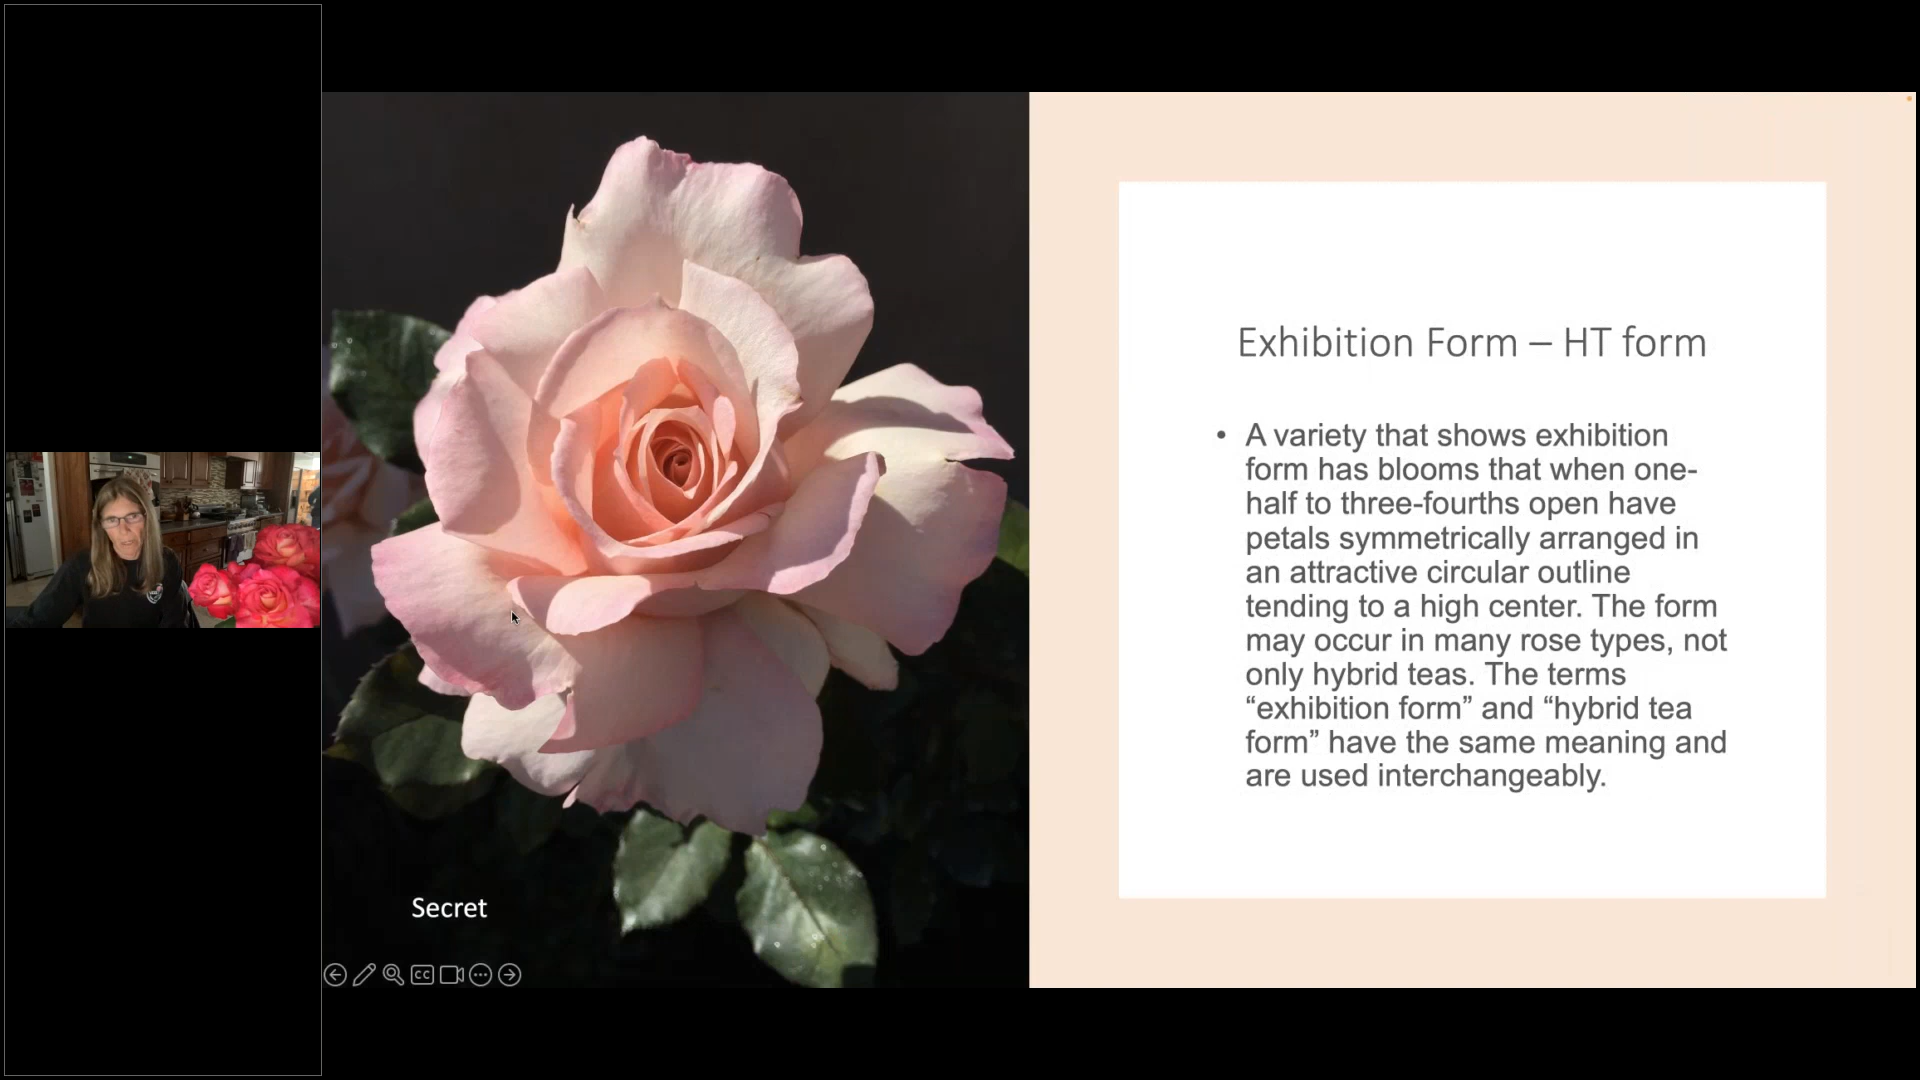 Exhibition Form – HT form
• A variety that shows exhibition
form has blooms that when one-
half to three-fourths open have
petals symmetrically arranged in
an attractive circular outline
tending to a high center. The form
may occur in many rose types, not
only hybrid teas. The terms
“exhibition form” and “hybrid tea
form” have the same meaning and
are used interchangeably.
Secret
CC